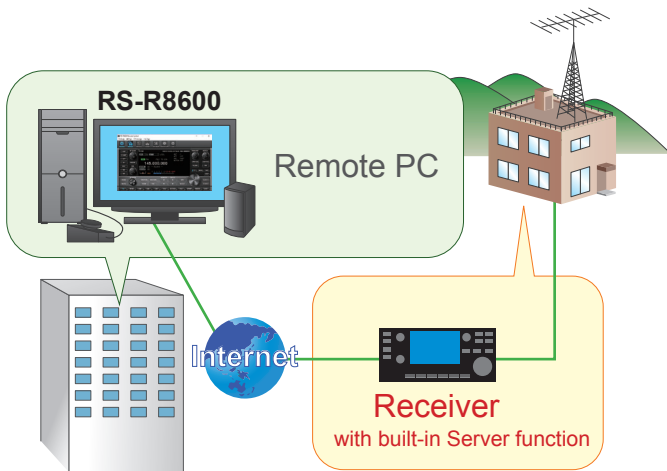 RS-R8600
Remote PC
Internet
Receiver
with built-in Server function